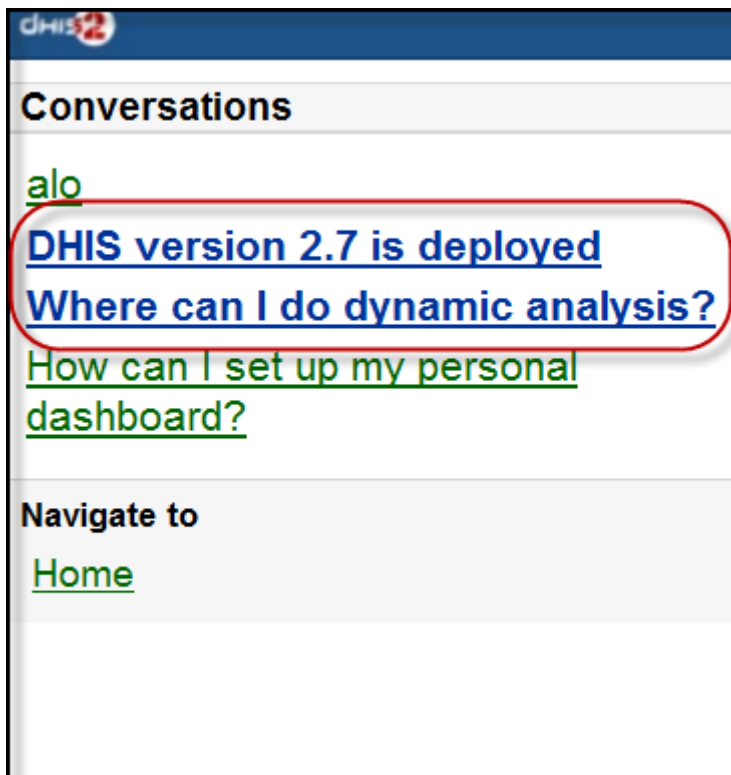 dHIS2
Conversations
alo
DHIS version 2.7 is deployed
Where can I do dynamic analysis?
How can I set up my personal
dashboard?
Navigate to
Home